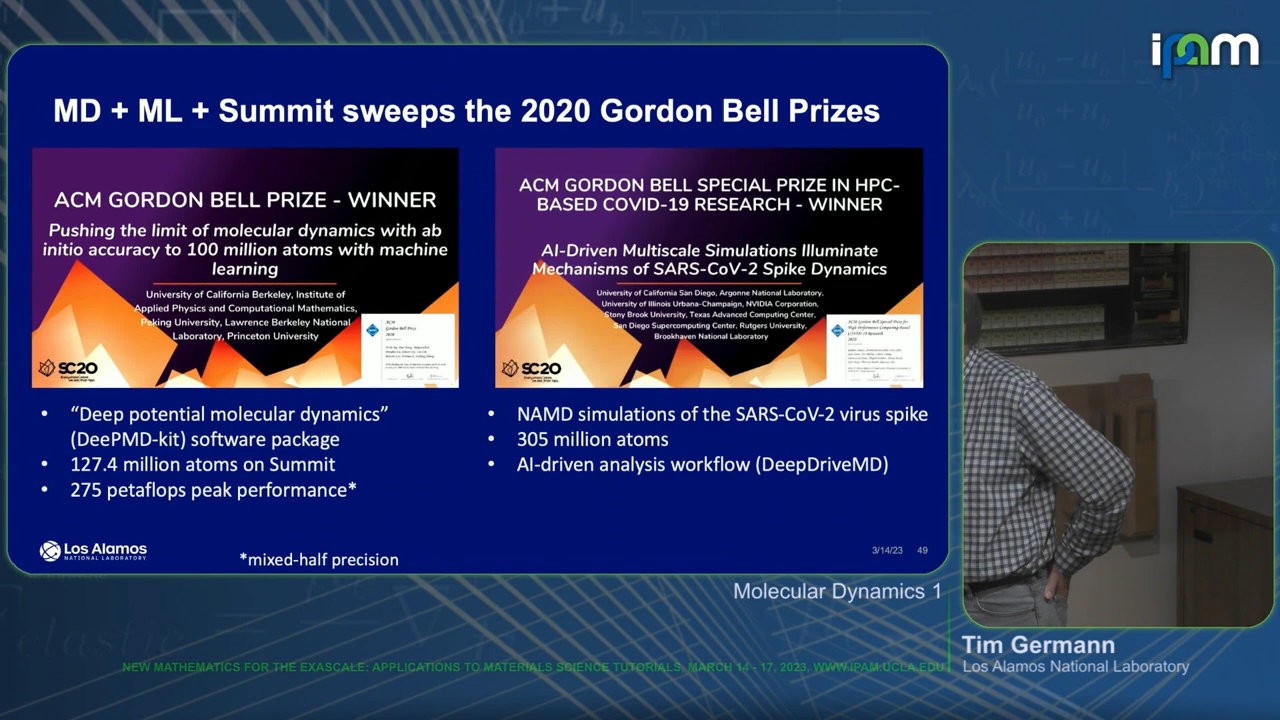 ipam
MD + ML + Summit sweeps the 2020 Gordon Bell Prizes
ACM GORDON BELL PRIZE - WINNER
Pushing the limit of molecular dynamics with ab
initio accuracy to 100 million atoms with machine
learning
University of California Berkeley, Institute of
Applied Physics and Computational Mathematics,
Peking University, Lawrence Berkeley National
Laboratory, Princeton University
SC20
ACM GORDON BELL SPECIAL PRIZE IN HPC-
BASED COVID-19 RESEARCH - WINNER
AI-Driven Multiscale Simulations Illuminate
Mechanisms of SARS-CoV-2 Spike Dynamics
University of California San Diego, Argonne National Laboratory,
University of Illinois Urbana-Champaign, NVIDIA Corporation,
Stony Brook University, Texas Advanced Computing Center,
San Diego Supercomputing Center, Rutgers University,
Brookhaven National Laboratory
SC20
• “Deep potential molecular dynamics”
(DeePMD-kit) software package
• 127.4 million atoms on Summit
• 275 petaflops peak performance*
• NAMD simulations of the SARS-CoV-2 virus spike
• 305 million atoms
• AI-driven analysis workflow (DeepDriveMD)
Los Alamos
NATIONAL LABORATORY
*mixed-half precision
3/14/23 49
Molecular Dynamics 1
Tim Germann
Los Alamos National Laboratory
NEW MATHEMATICS FOR THE EXASCALE: APPLICATIONS TO MATERIALS SCIENCE TUTORIALS, MARCH 14 - 17, 2023, WWW.IPAM.UCLA.EDU
elastic